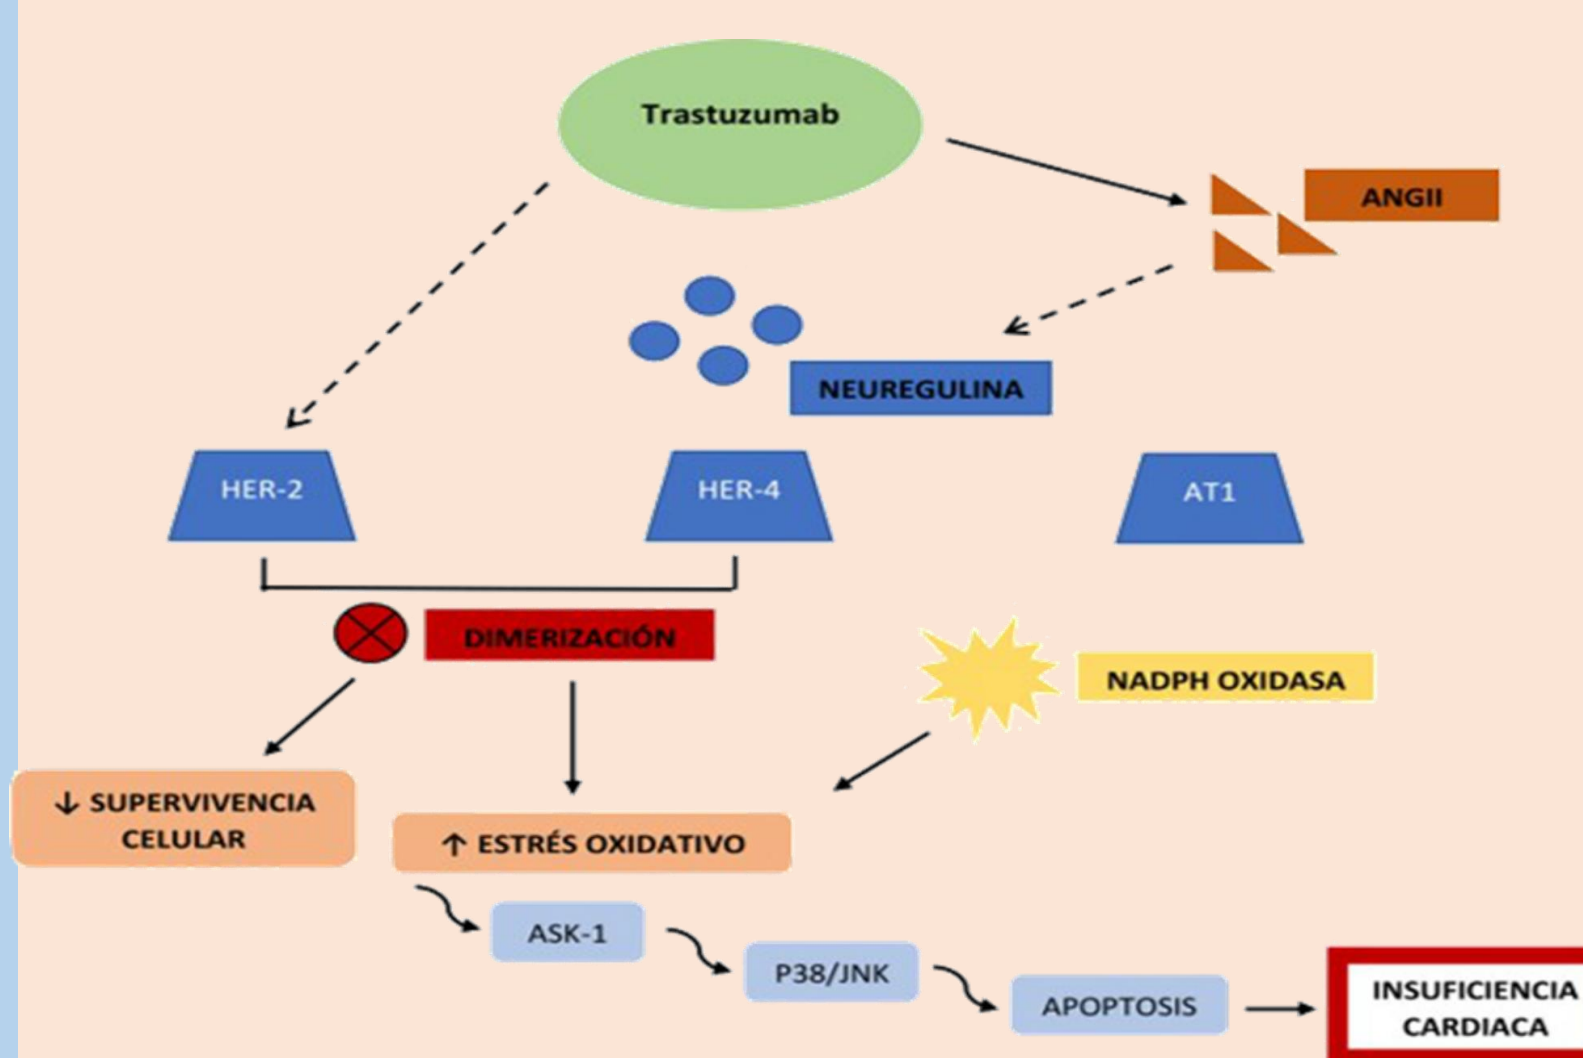 Trastuzumab
ANGII
NEUREGULINA
HER-2
HER-4
AT1
DIMERIZACIÓN
NADPH OXIDASA
↓ SUPERVIVENCIA
CELULAR
↑ ESTRÉS OXIDATIVO
ASK-1
P38/JNK
APOPTOSIS
INSUFICIENCIA
CARDIACA